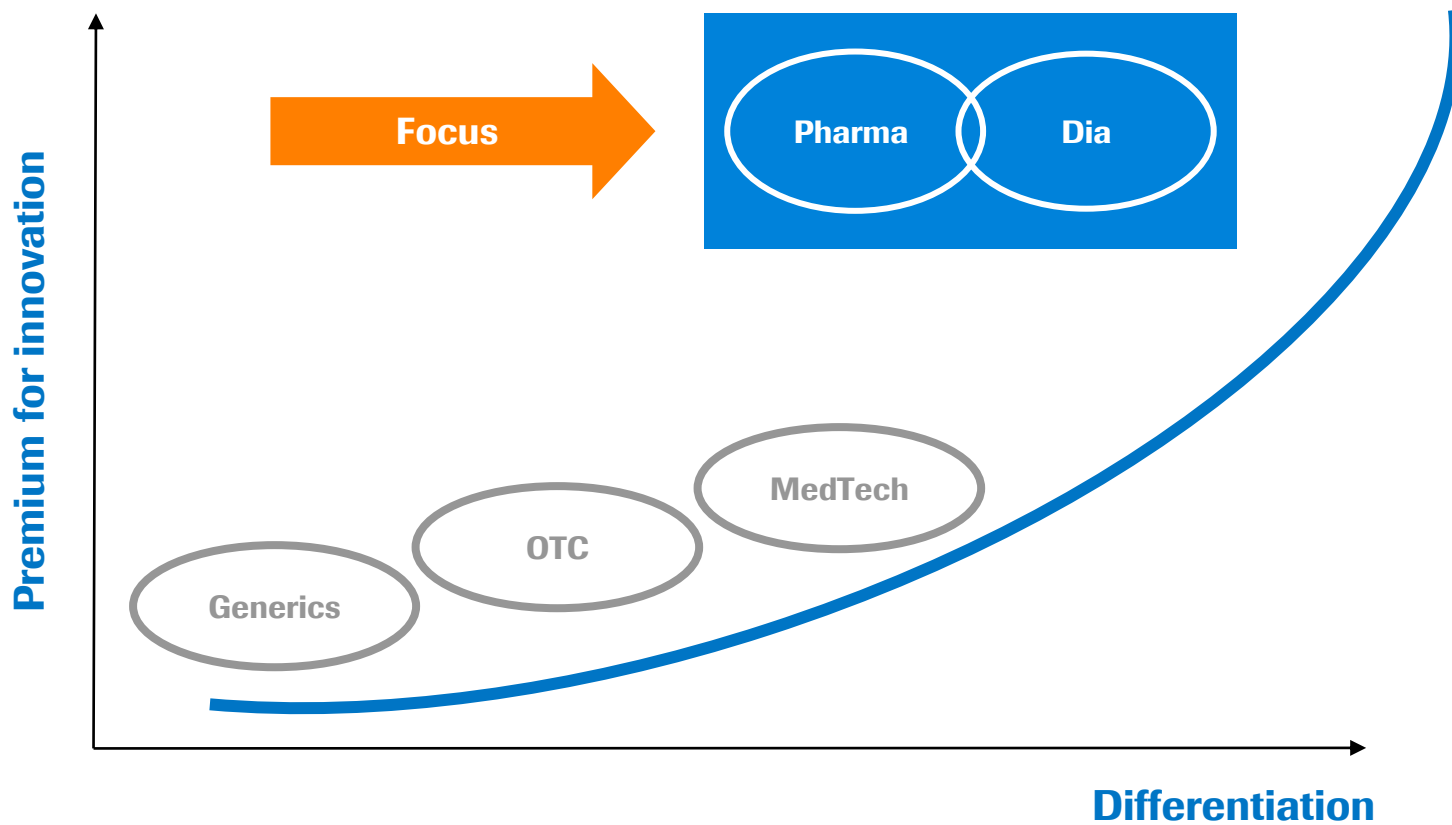 Premium for innovation
Focus
Pharma
Dia
MedTech
OTC
Generics
Differentiation